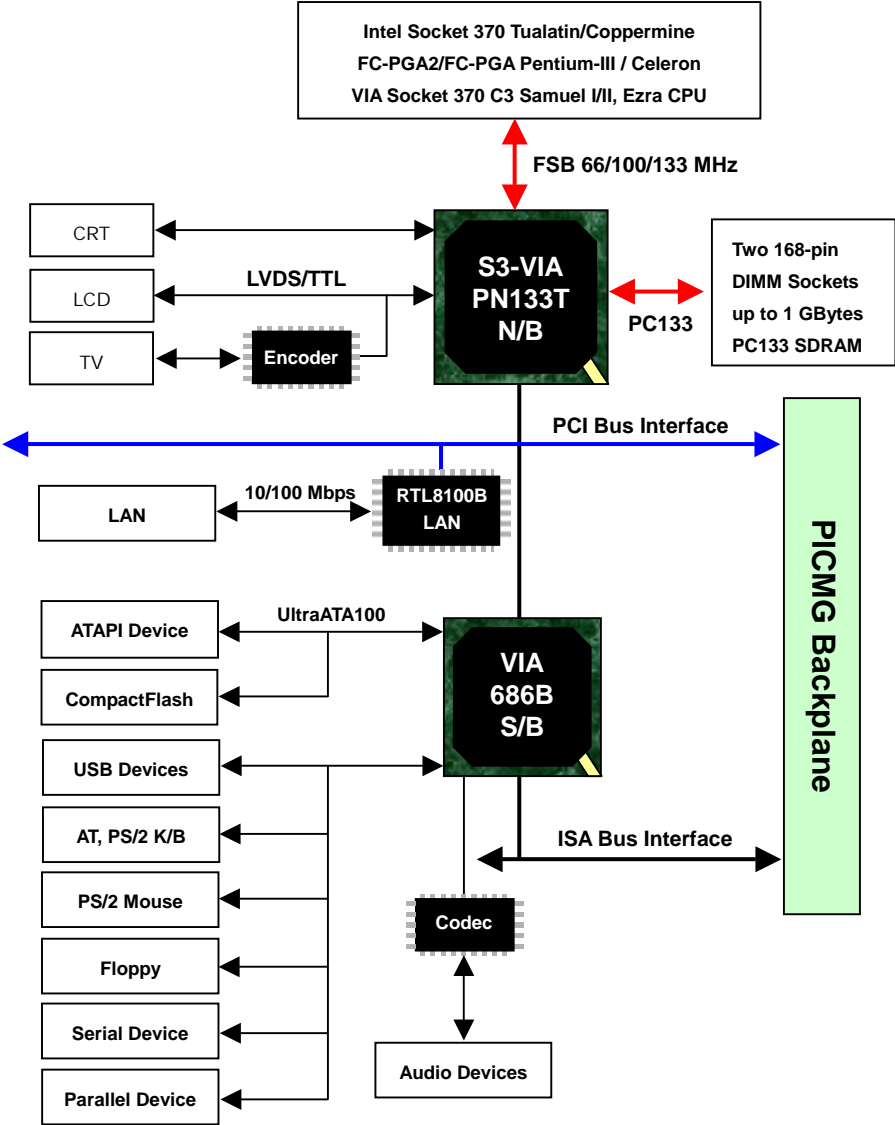 Intel Socket 370 Tualatin/Coppermine
FC-PGA2/FC-PGA Pentium-III / Celeron
VIA Socket 370 C3 Samuel I/II, Ezra CPU
FSB 66/100/133 MHz
CRT
LCD
TV
LVDS/TTL
Encoder
S3-VIA
PN133T
N/B
PC133
Two 168-pin
DIMM Sockets
up to 1 GBytes
PC133 SDRAM
PCI Bus Interface
LAN
10/100 Mbps
RTL8100B
LAN
PICMG Backplane
ATAPI Device
UltraATA100
CompactFlash
VIA
686B
S/B
USB Devices
AT, PS/2 K/B
ISA Bus Interface
PS/2 Mouse
Codec
Floppy
Serial Device
Audio Devices
Parallel Device